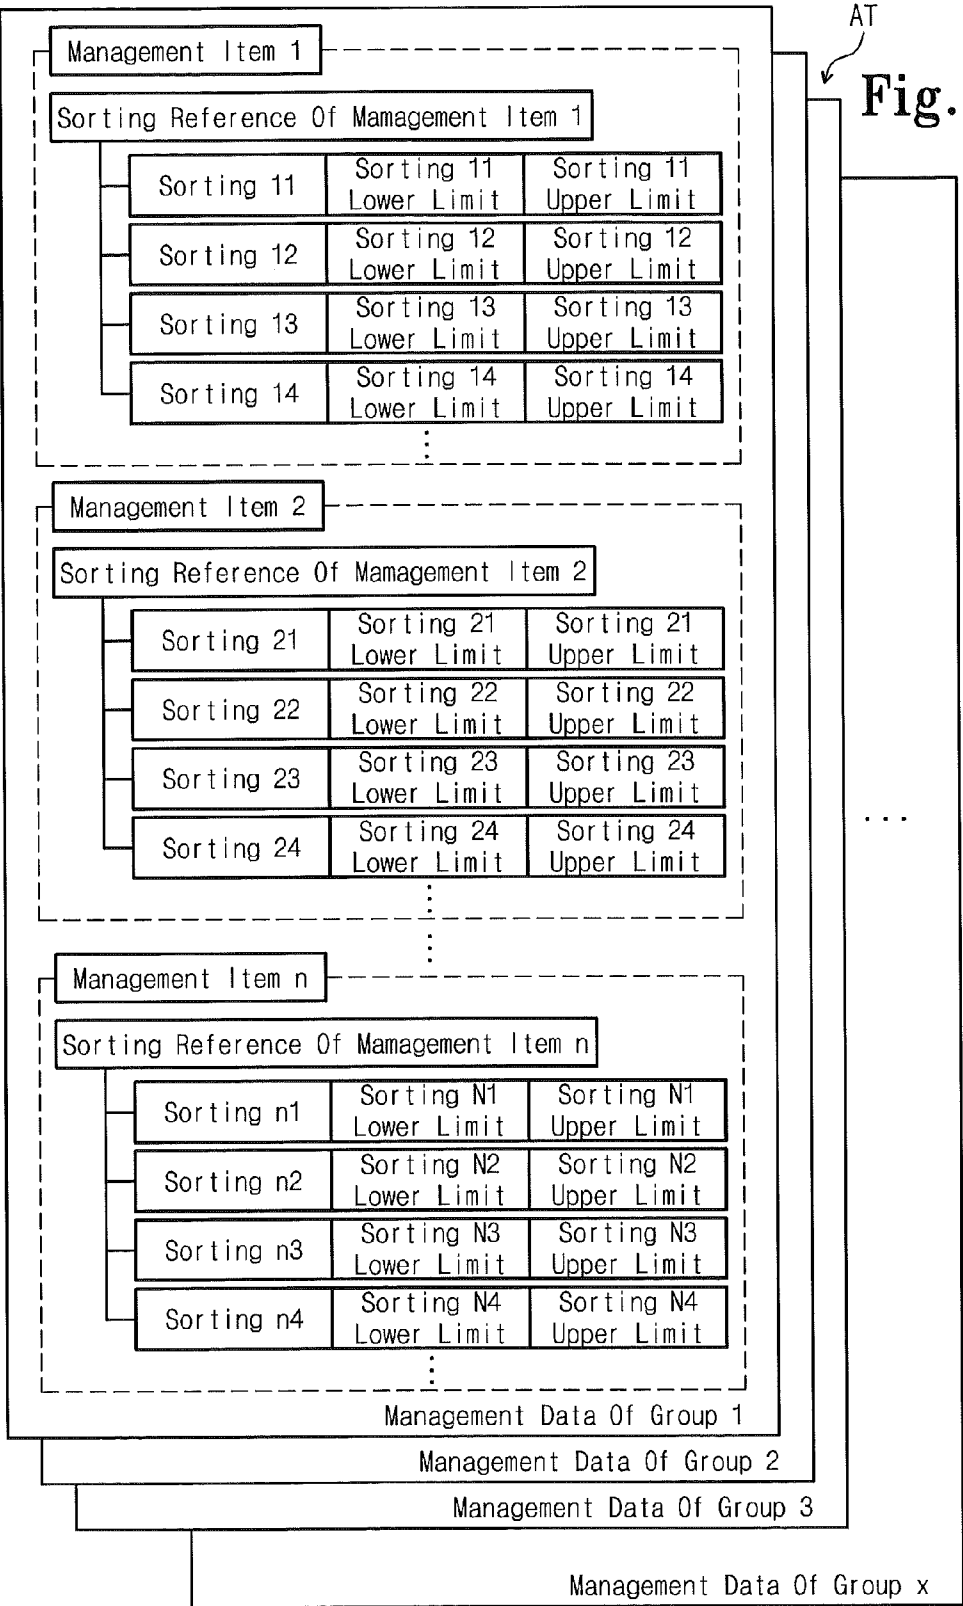 AT
Fig.
Management Item 1
Sorting Reference Of Mamagement Item 1
Sorting 11 Sorting 11 Lower Limit Sorting 11 Upper Limit
Sorting 12 Sorting 12 Lower Limit Sorting 12 Upper Limit
Sorting 13 Sorting 13 Lower Limit Sorting 13 Upper Limit
Sorting 14 Sorting 14 Lower Limit Sorting 14 Upper Limit
Management Item 2
Sorting Reference Of Mamagement Item 2
Sorting 21 Sorting 21 Lower Limit Sorting 21 Upper Limit
Sorting 22 Sorting 22 Lower Limit Sorting 22 Upper Limit
Sorting 23 Sorting 23 Lower Limit Sorting 23 Upper Limit
Sorting 24 Sorting 24 Lower Limit Sorting 24 Upper Limit
...
Management Item n
Sorting Reference Of Mamagement Item n
Sorting n1 Sorting N1 Lower Limit Sorting N1 Upper Limit
Sorting n2 Sorting N2 Lower Limit Sorting N2 Upper Limit
Sorting n3 Sorting N3 Lower Limit Sorting N3 Upper Limit
Sorting n4 Sorting N4 Lower Limit Sorting N4 Upper Limit
Management Data Of Group 1
Management Data Of Group 2
Management Data Of Group 3
Management Data Of Group x